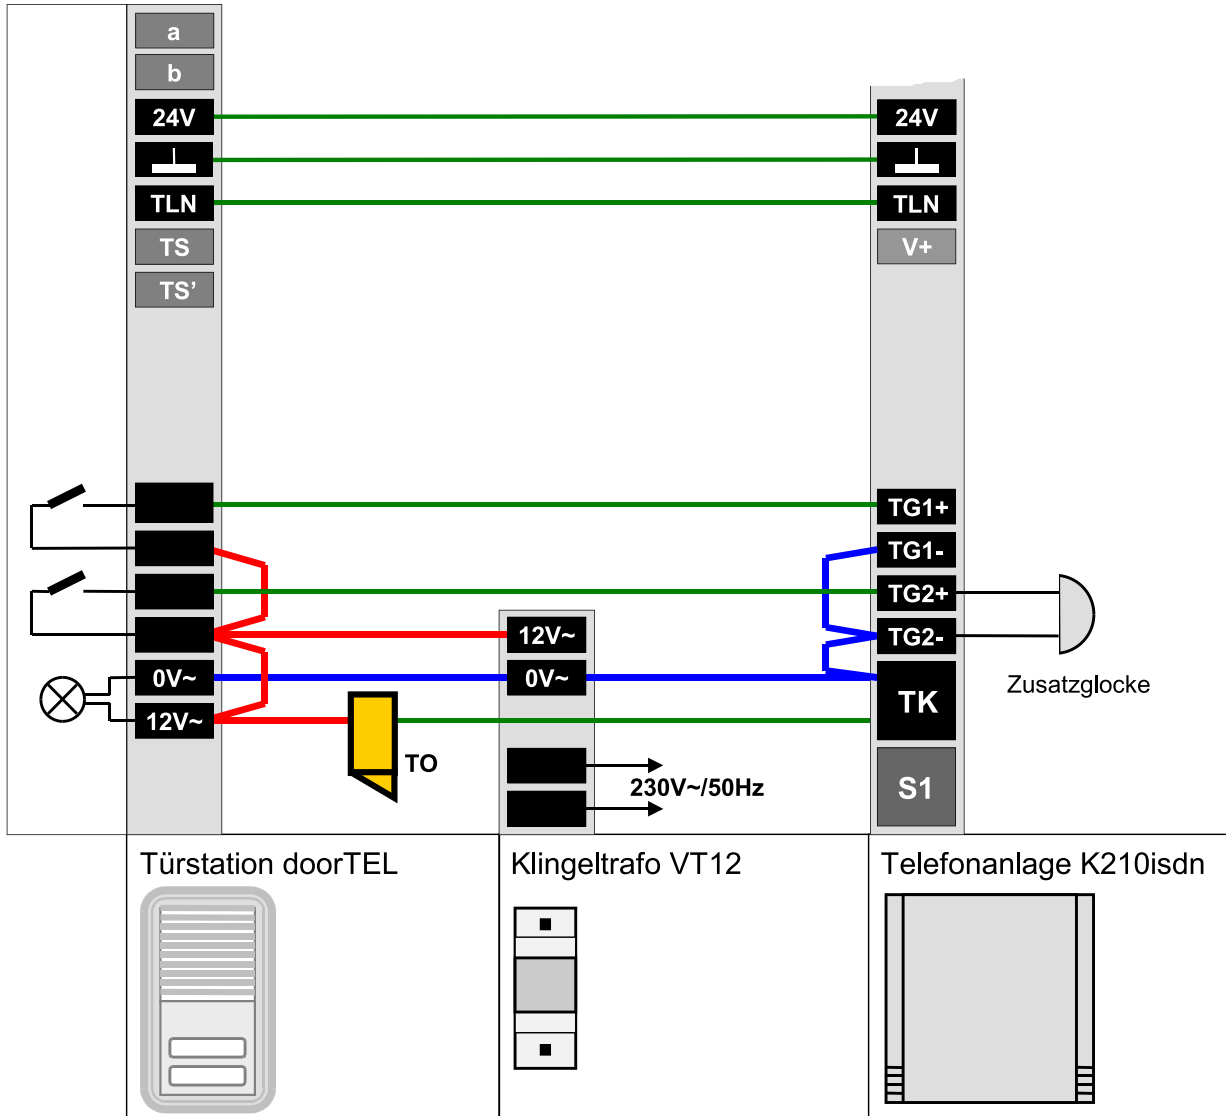 a
b
24V
24V
TLN
TLN
TS
V+
TS’
TG1+
TG1-
TG2+
12V~
TG2-
0V~
0V~
TK
Zusatzglocke
12V~
TO
230V~/50Hz
S1
Türstation doorTEL
Klingeltrafo VT12
Telefonanlage K210isdn